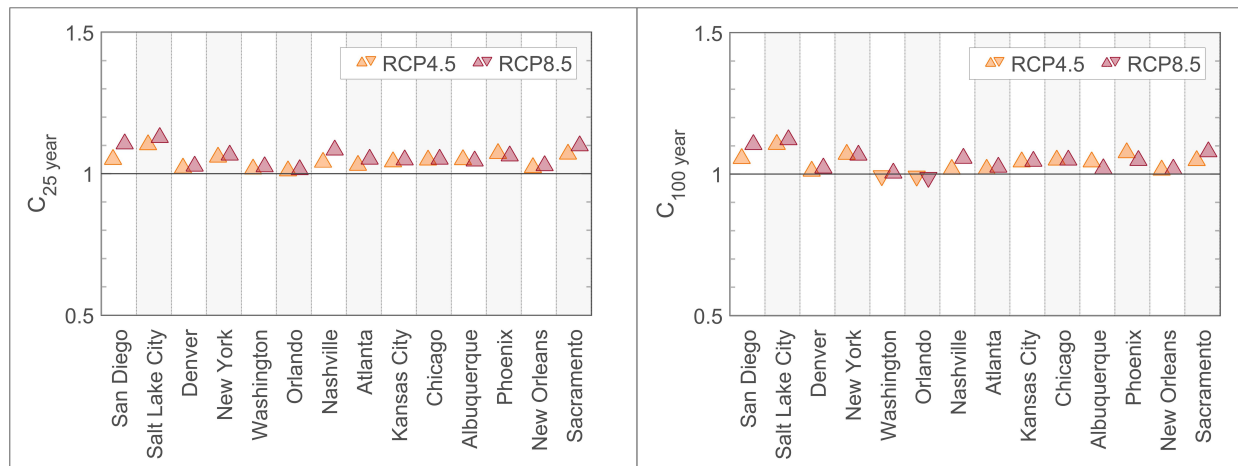 1.5
RCP4.5 RCP8.5
C25 year
1
0.5
San Diego
Salt Lake City
Denver
New York
Washington
Orlando
Nashville
Atlanta
Kansas City
Chicago
Albuquerque
Phoenix
New Orleans
Sacramento
1.5
RCP4.5 RCP8.5
C100 year
1
0.5
San Diego
Salt Lake City
Denver
New York
Washington
Orlando
Nashville
Atlanta
Kansas City
Chicago
Albuquerque
Phoenix
New Orleans
Sacramento